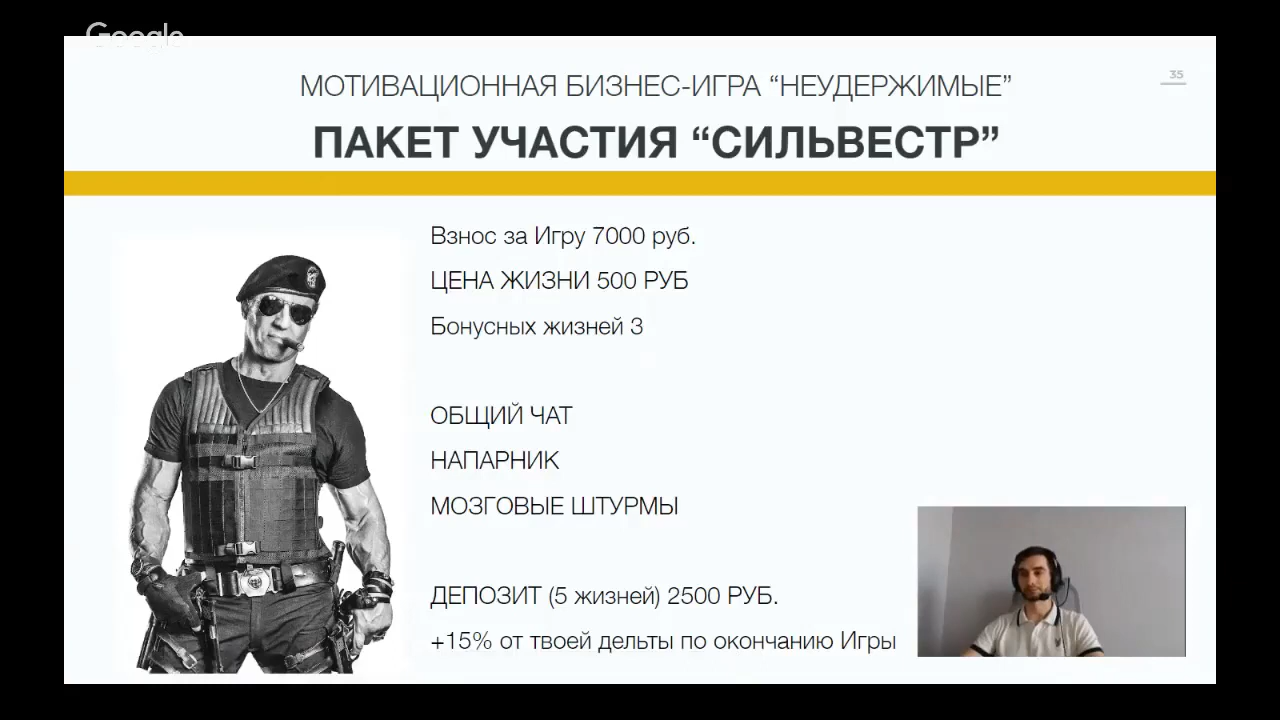 Google
МОТИВАЦИОННАЯ БИЗНЕС-ИГРА “НЕУДЕРЖИМЫЕ”
35
ПАКЕТ УЧАСТИЯ “СИЛЬВЕСТР”
Взнос за Игру 7000 руб.
ЦЕНА ЖИЗНИ 500 РУБ
Бонусных жизней 3
ОБЩИЙ ЧАТ
НАПАРНИК
МОЗГОВЫЕ ШТУРМЫ
ДЕПОЗИТ (5 жизней) 2500 РУБ.
+15% от твоей дельты по окончанию Игры